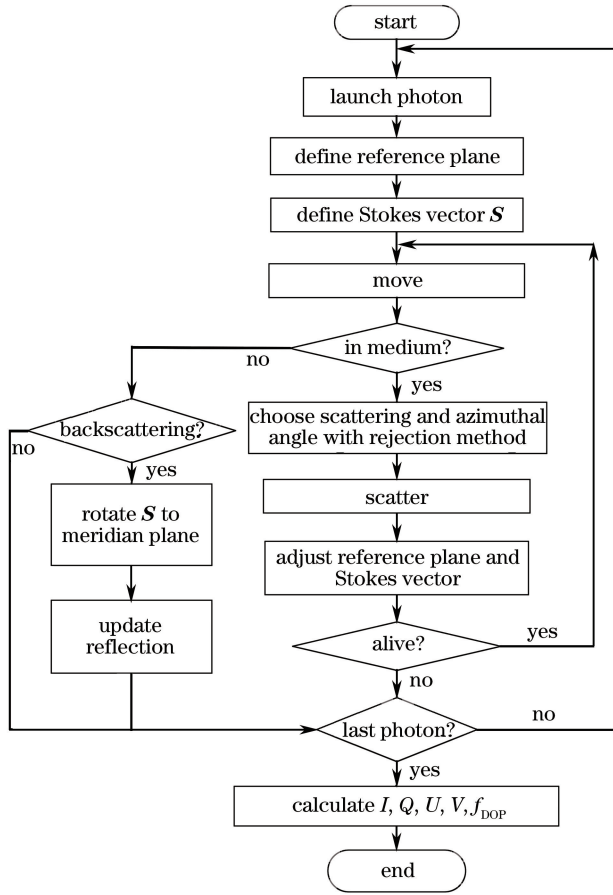 start
launch photon
define reference plane
define Stokes vector S
move
in medium?
no
yes
backscattering?
no
yes
choose scattering and azimuthal
angle with rejection method
rotate S to
meridian plane
scatter
adjust reference plane and
Stokes vector
update
reflection
alive?
yes
no
last photon?
no
yes
calculate I, Q, U, V, f_DOP
end